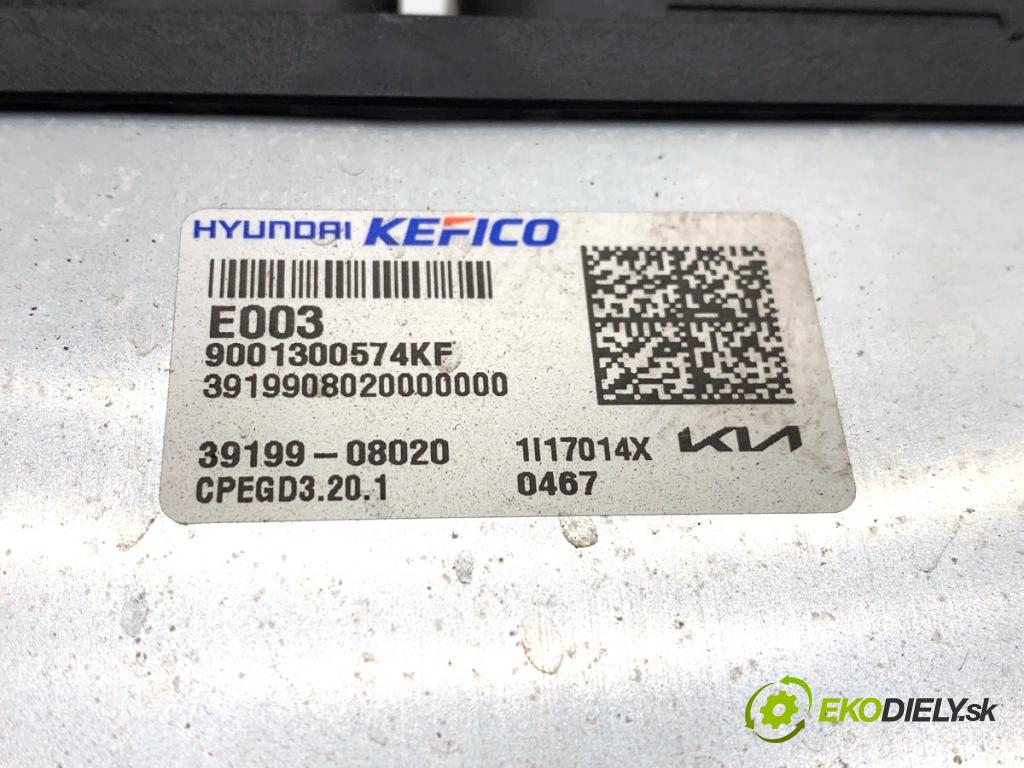 HYUNDAI KEFICO
E003
9001300574KF
3919908020000000
39199-08020 1I17014X KIA
CPEGD3.20.1 0467
EKODIELY.sk